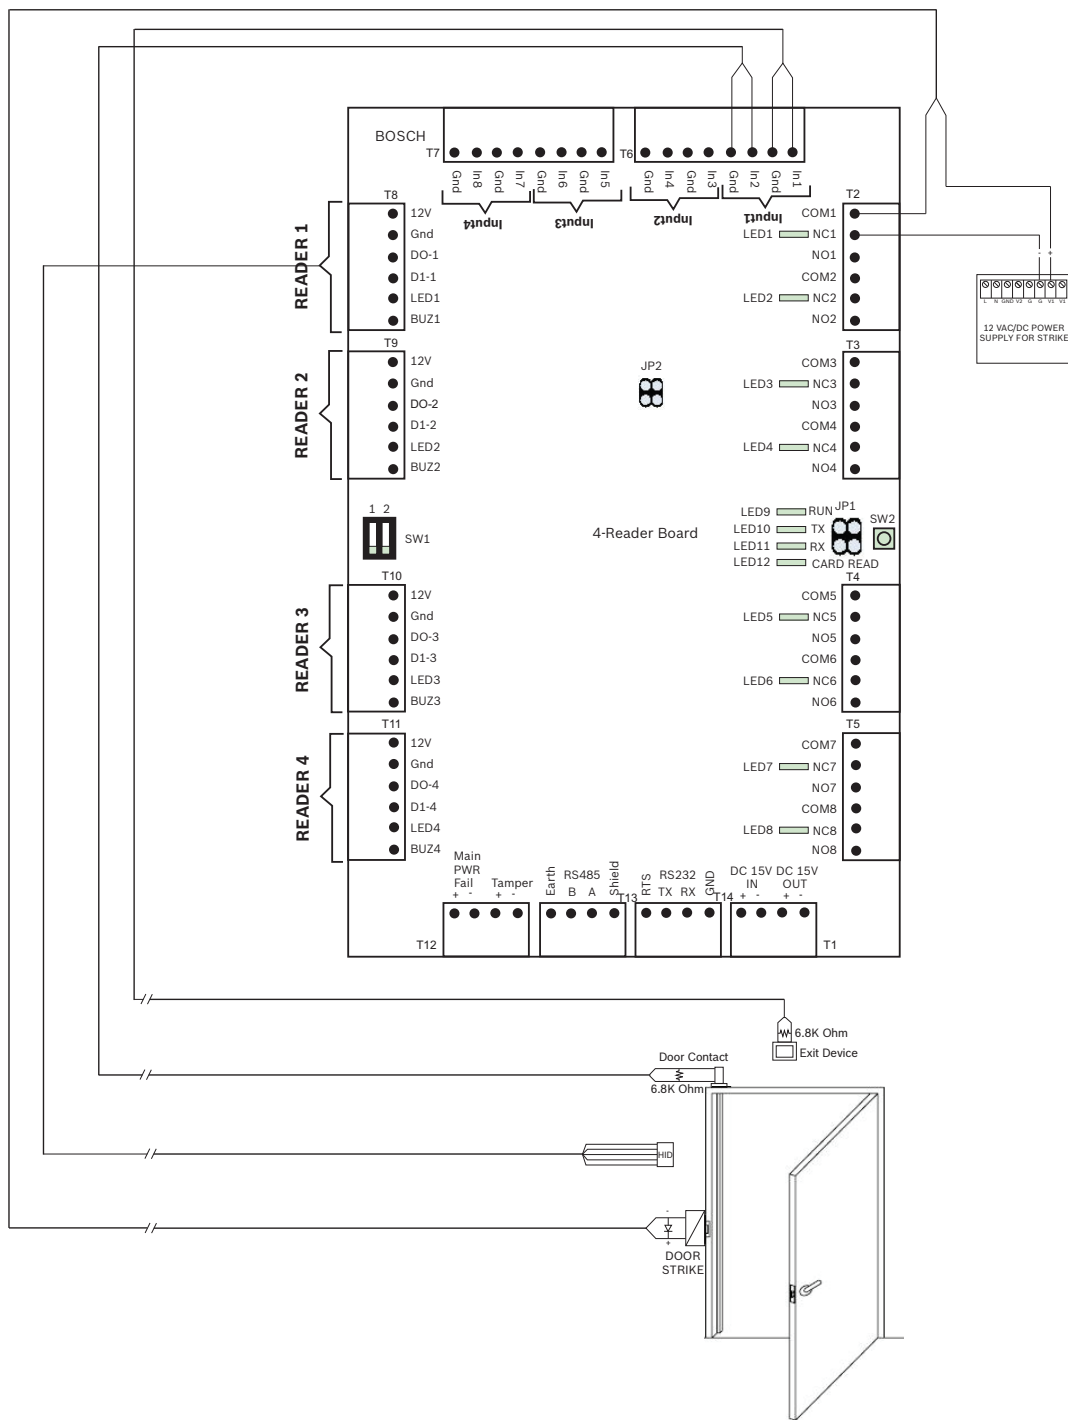 BOSCH
T7
T6
Gnd
In8
Gnd
In7
Gnd
In6
Gnd
In5
Gnd
In4
Gnd
In3
Gnd
In2
Gnd
In1
Input4
Input3
Input2
Input1
READER 1
T8
12V
Gnd
DO-1
D1-1
LED1
BUZ1
READER 2
T9
12V
Gnd
DO-2
D1-2
LED2
BUZ2
T2
COM1
LED1
NC1
NO1
COM2
LED2
NC2
NO2
T3
COM3
LED3
NC3
NO3
COM4
LED4
NC4
NO4
- +
L N GND V2 G G V1 V1
12 VAC/DC POWER
SUPPLY FOR STRIKE
JP2
1 2
SW1
4-Reader Board
LED9
RUN
LED10
TX
LED11
RX
LED12
CARD READ
JP1
SW2
READER 3
T10
12V
Gnd
DO-3
D1-3
LED3
BUZ3
READER 4
T11
12V
Gnd
DO-4
D1-4
LED4
BUZ4
T4
COM5
LED5
NC5
NO5
COM6
LED6
NC6
NO6
T5
COM7
LED7
NC7
NO7
COM8
LED8
NC8
NO8
Main
PWR
Fail
+ -
Tamper
+ -
T12
Earth
RS485
B A
Shield
T13
RTS
RS232
TX RX
GND
T14
DC 15V
IN
+ -
DC 15V
OUT
+ -
T1
6.8K Ohm
Exit Device
Door Contact
6.8K Ohm
HID
-
+
DOOR
STRIKE